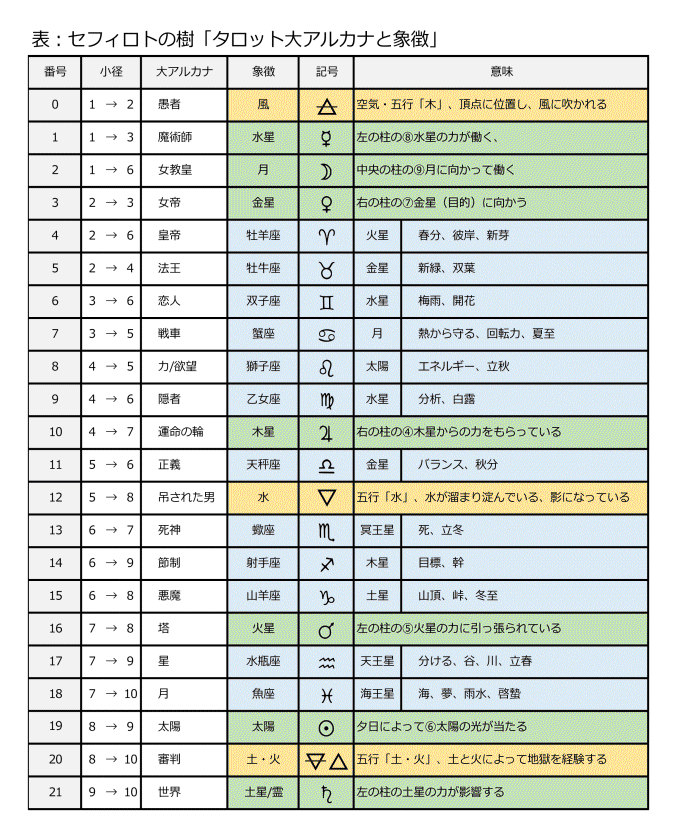 表：セフィロトの樹「タロット大アルカナと象徴」
番号 小径 大アルカナ 象徴 記号 意味
0 1 → 2 愚者 風 🜁 空気・五行「木」、頂点に位置し、風に吹かれる
1 1 → 3 魔術師 水星 ☿ 左の柱の⑧水星の力が働く、
2 1 → 6 女教皇 月 ☽ 中央の柱の⑨月に向かって働く
3 2 → 3 女帝 金星 ♀ 右の柱の⑦金星（目的）に向かう
4 2 → 6 皇帝 牡羊座 ♈ 火星 春分、彼岸、新芽
5 2 → 4 法王 牡牛座 ♉ 金星 新緑、双葉
6 3 → 6 恋人 双子座 ♊ 水星 梅雨、開花
7 3 → 5 戦車 蟹座 ♋ 月 熱から守る、回転力、夏至
8 4 → 5 力/欲望 獅子座 ♌ 太陽 エネルギー、立秋
9 4 → 6 隠者 乙女座 ♍ 水星 分析、白露
10 4 → 7 運命の輪 木星 ♃ 右の柱の④木星からの力をもらっている
11 5 → 6 正義 天秤座 ♎ 金星 バランス、秋分
12 5 → 8 吊された男 水 🜄 五行「水」、水が溜まり淀んでいる、影になっている
13 6 → 7 死神 蠍座 ♏ 冥王星 死、立冬
14 6 → 9 節制 射手座 ♐ 木星 目標、幹
15 6 → 8 悪魔 山羊座 ♑ 土星 山頂、峠、冬至
16 7 → 8 塔 火星 ♂ 左の柱の⑤火星の力に引っ張られている
17 7 → 9 星 水瓶座 ♒ 天王星 分ける、谷、川、立春
18 7 → 10 月 魚座 ♓ 海王星 海、夢、雨水、啓蟄
19 8 → 9 太陽 太陽 ☉ 夕日によって⑥太陽の光が当たる
20 8 → 10 審判 土・火 🜃 🜂 五行「土・火」、土と火によって地獄を経験する
21 9 → 10 世界 土星/霊 ♄ 左の柱の土星の力が影響する